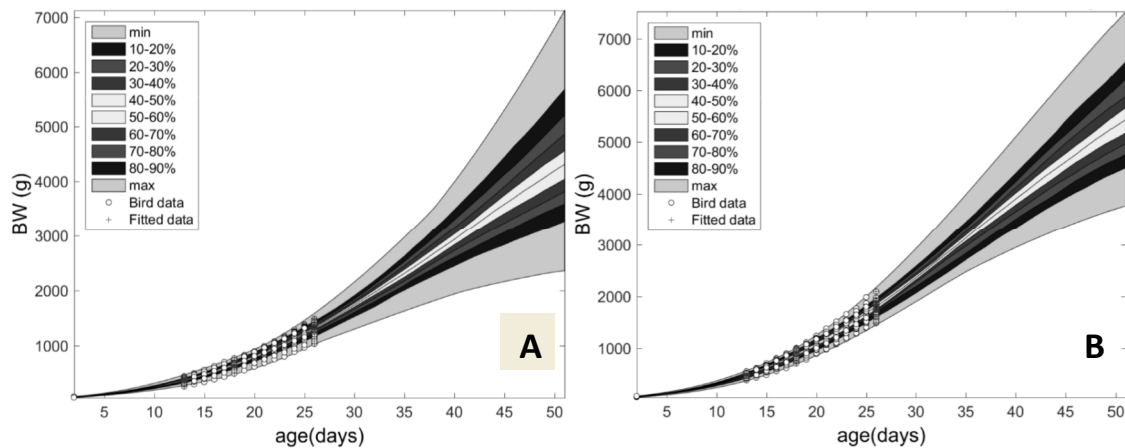 7000
6000
5000
4000
3000
2000
1000
BW (g)
min
10-20%
20-30%
30-40%
40-50%
50-60%
60-70%
70-80%
80-90%
max
Bird data
Fitted data
A
5 10 15 20 25 30 35 40 45 50
age(days)
7000
6000
5000
4000
3000
2000
1000
BW (g)
min
10-20%
20-30%
30-40%
40-50%
50-60%
60-70%
70-80%
80-90%
max
Bird data
Fitted data
B
5 10 15 20 25 30 35 40 45 50
age(days)